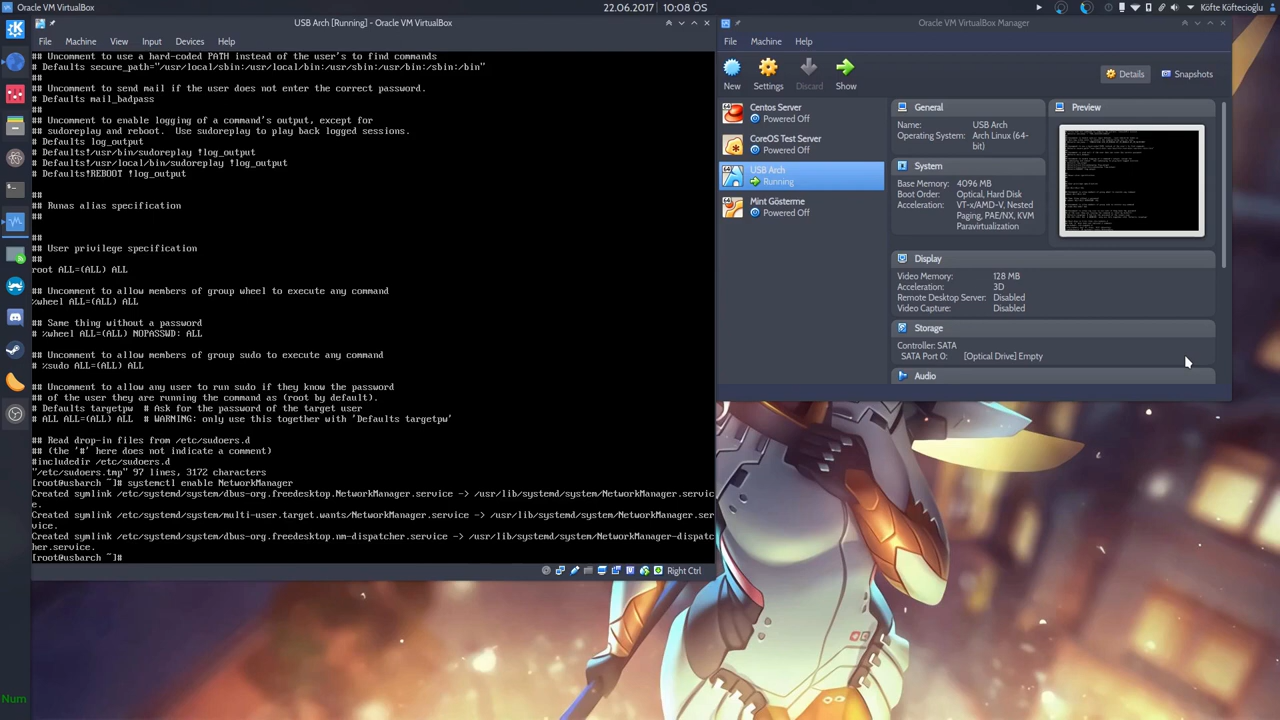 Oracle VM VirtualBox
22.06.2017 10:08 ÖS
Köfte Köftecioğlu
USB Arch [Running] - Oracle VM VirtualBox
File Machine View Input Devices Help
## Uncomment to use a hard-coded PATH instead of the user's to find commands
# Defaults secure_path="/usr/local/sbin:/usr/local/bin:/usr/sbin:/usr/bin:/sbin:/bin"
##
## Uncomment to send mail if the user does not enter the correct password.
# Defaults mail_badpass
##
## Uncomment to enable logging of a command's output, except for
## sudoreplay and reboot.  Use sudoreplay to play back logged sessions.
# Defaults log_output
# Defaults!/usr/bin/sudoreplay !log_output
# Defaults!/usr/local/bin/sudoreplay !log_output
# Defaults!REBOOT !log_output
## Runas alias specification
##
##
## User privilege specification
##
root ALL=(ALL) ALL
## Uncomment to allow members of group wheel to execute any command
%wheel ALL=(ALL) ALL
## Same thing without a password
# %wheel ALL=(ALL) NOPASSWD: ALL
## Uncomment to allow members of group sudo to execute any command
# %sudo ALL=(ALL) ALL
## Uncomment to allow any user to run sudo if they know the password
## of the user they are running the command as (root by default).
# Defaults targetpw  # Ask for the password of the target user
# ALL ALL=(ALL) ALL  # WARNING: only use this together with 'Defaults targetpw'
## Read drop-in files from /etc/sudoers.d
## (the '#' here does not indicate a comment)
#includedir /etc/sudoers.d
"/etc/sudoers.tmp" 97 lines, 3172 characters
[root@usbarch ~]# systemctl enable NetworkManager
Created symlink /etc/systemd/system/dbus-org.freedesktop.NetworkManager.service -> /usr/lib/systemd/system/NetworkManager.servic
e.
Created symlink /etc/systemd/system/multi-user.target.wants/NetworkManager.service -> /usr/lib/systemd/system/NetworkManager.ser
vice.
Created symlink /etc/systemd/system/dbus-org.freedesktop.nm-dispatcher.service -> /usr/lib/systemd/system/NetworkManager-dispatc
her.service.
[root@usbarch ~]#
Right Ctrl
Oracle VM VirtualBox Manager
File Machine Help
New Settings Discard Show
Details Snapshots
Centos Server
Powered Off
CoreOS Test Server
Powered Off
USB Arch
Running
Mint Gösterme
Powered Off
General
Name: USB Arch
Operating System: Arch Linux (64-
bit)
System
Base Memory: 4096 MB
Boot Order: Optical, Hard Disk
Acceleration: VT-x/AMD-V, Nested
Paging, PAE/NX, KVM
Paravirtualization
Preview
Display
Video Memory: 128 MB
Acceleration: 3D
Remote Desktop Server: Disabled
Video Capture: Disabled
Storage
Controller: SATA
SATA Port 0: [Optical Drive] Empty
Audio
Num